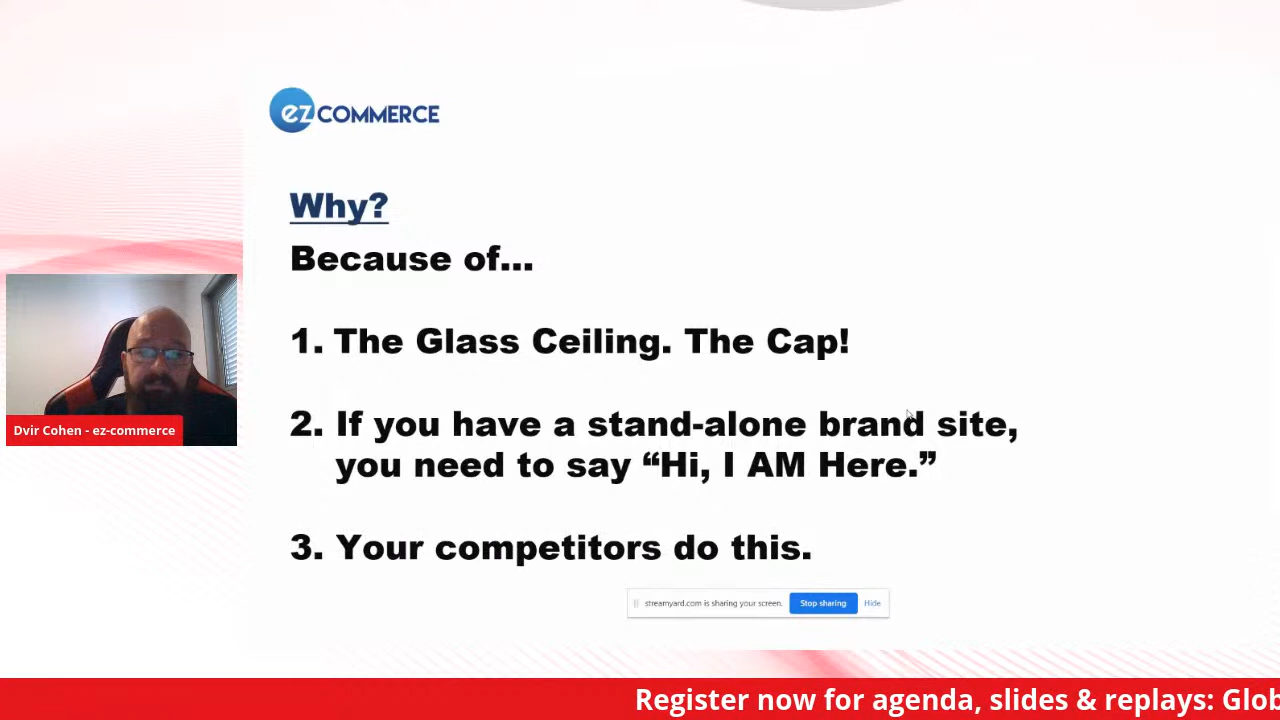 ez COMMERCE
Why?
Because of...
1. The Glass Ceiling. The Cap!
2. If you have a stand-alone brand site,
you need to say “Hi, I AM Here.”
3. Your competitors do this.
Dvir Cohen - ez-commerce
streamyard.com is sharing your screen. Stop sharing Hide
Register now for agenda, slides & replays: Glob